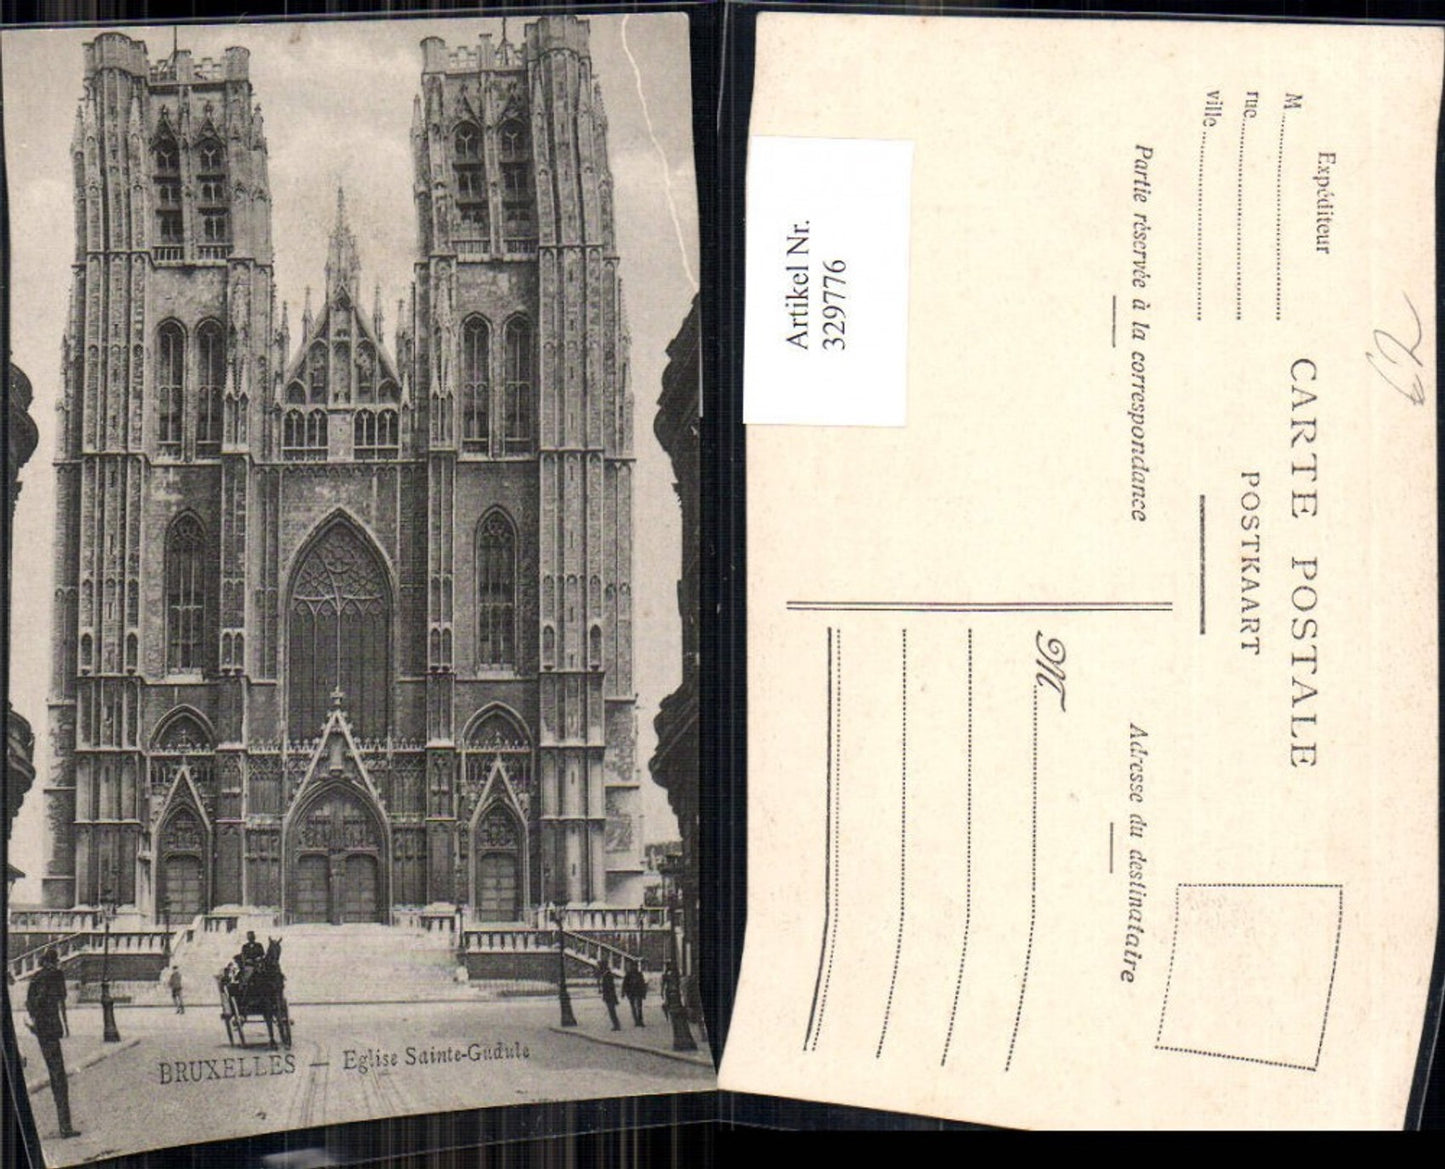 BRUXELLES — Eglise Sainte-Gudule
Artikel Nr.
329776
CARTE POSTALE
POSTKAART
Expéditeur
M
rue
ville
Partie réservée à la correspondance
Adresse du destinataire
M